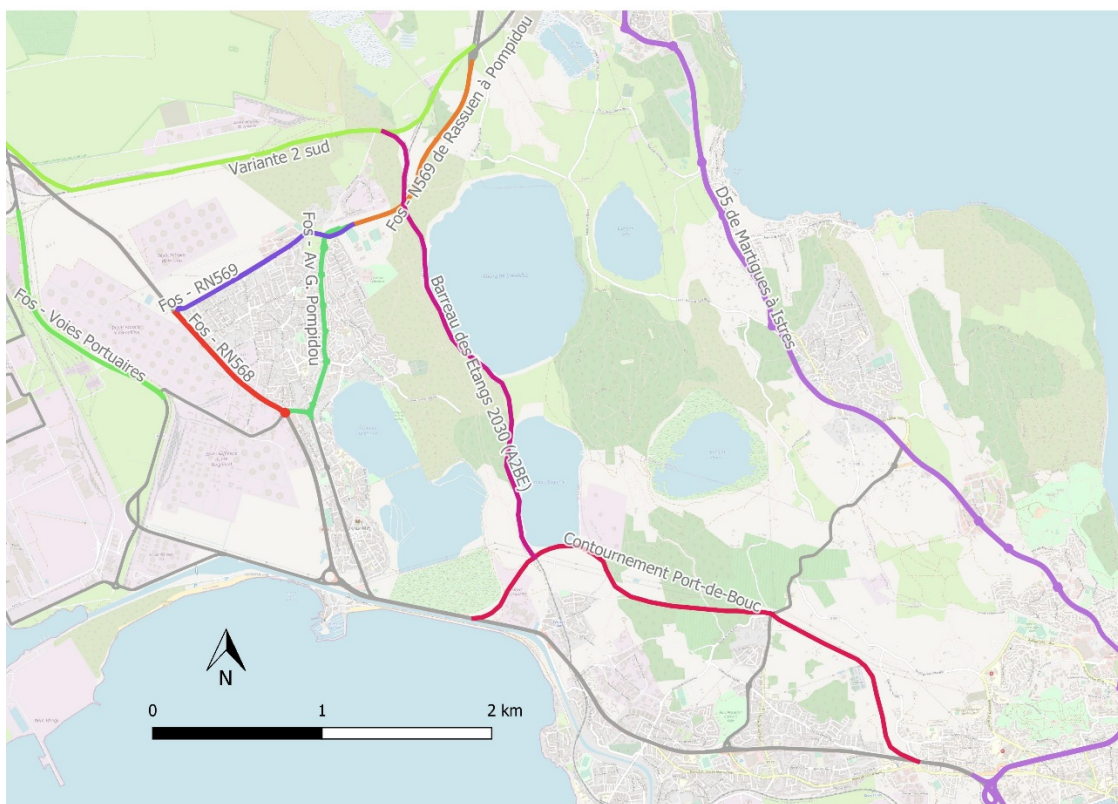 Variante 2 sud
Fos - N569 de Rassuen à Pompidou
D5 de Martigues à Istres
Fos - RN569
Fos - Av G. Pompidou
Fos - Voies Portuaires
Fos - RN568
Barreau des Etangs 2030 (A2BE)
Contournement Port-de-Bouc
N
0 1 2 km